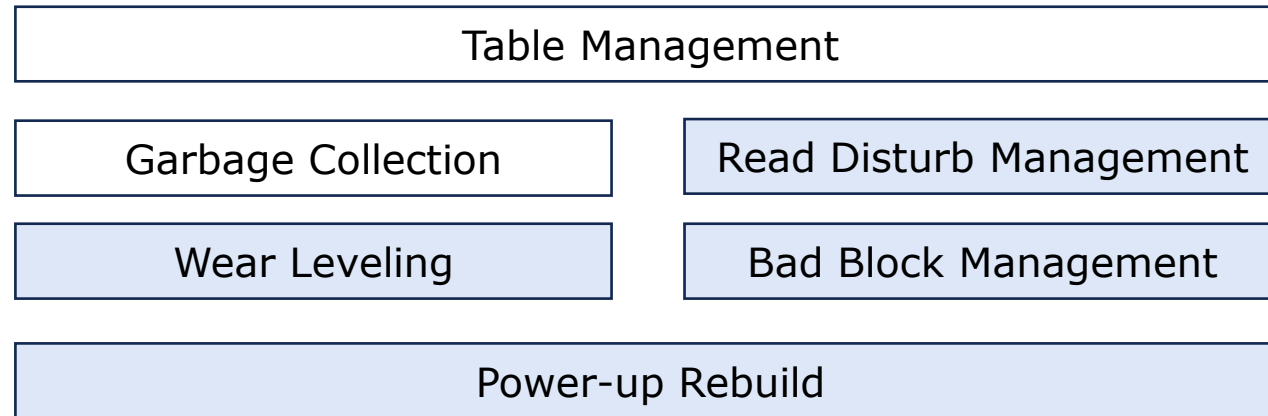 Table Management
Garbage Collection
Read Disturb Management
Wear Leveling
Bad Block Management
Power-up Rebuild